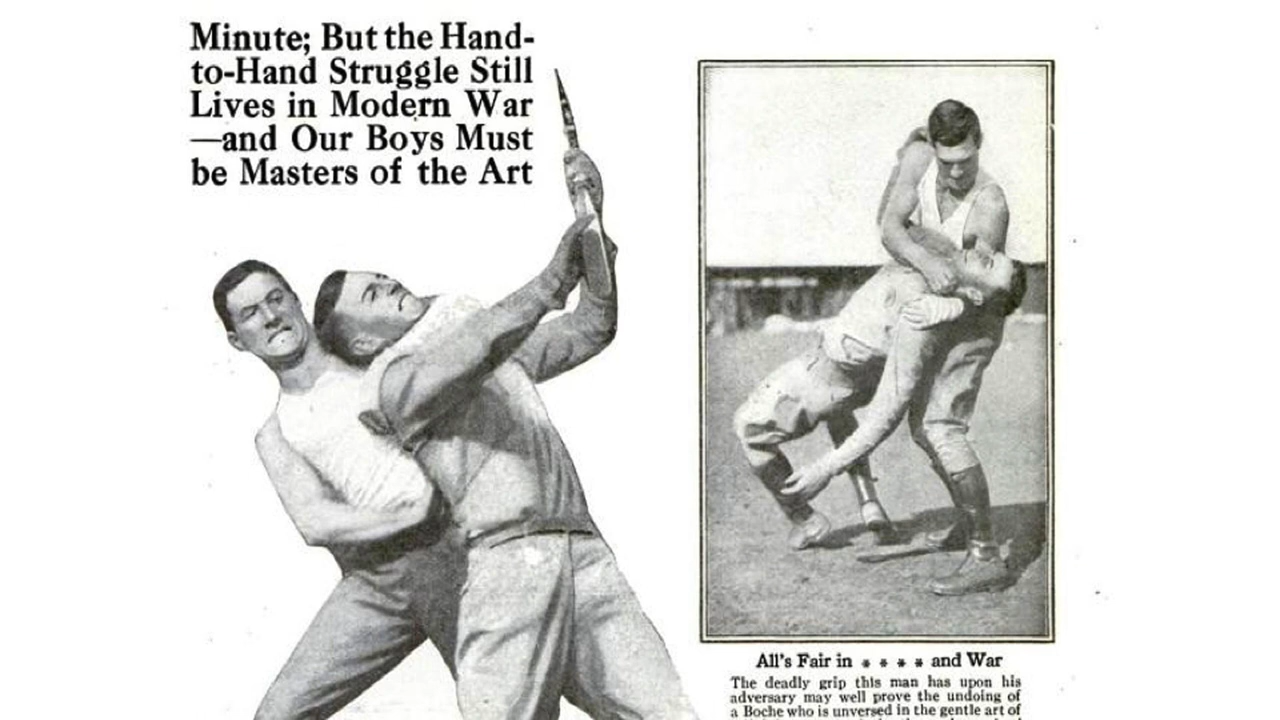 Minute; But the Hand-
to-Hand Struggle Still
Lives in Modern War
—and Our Boys Must
be Masters of the Art
All's Fair in * * * * and War
The deadly grip this man has upon his
adversary may well prove the undoing of
a Boche who is unversed in the gentle art of